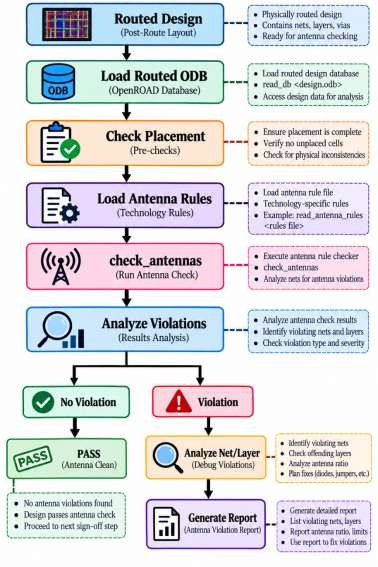 Routed Design
(Post-Route Layout)
• Physically routed design
• Contains nets, layers, vias
• Ready for antenna checking
ODB
Load Routed ODB
(OpenROAD Database)
• Load routed design database
• read_db <design.odb>
• Access design data for analysis
Check Placement
(Pre-checks)
• Ensure placement is complete
• Verify no unplaced cells
• Check for physical inconsistencies
Load Antenna Rules
(Technology Rules)
• Load antenna rule file
• Technology-specific rules
• Example: read_antenna_rules
<rules file>
check_antennas
(Run Antenna Check)
• Execute antenna rule checker
• check_antennas
• Analyze nets for antenna violations
Analyze Violations
(Results Analysis)
• Analyze antenna check results
• Identify violating nets and layers
• Check violation type and severity
No Violation
Violation
PASS
PASS
(Antenna Clean)
• No antenna violations found
• Design passes antenna check
• Proceed to next sign-off step
Analyze Net/Layer
(Debug Violations)
• Identify violating nets
• Check offending layers
• Analyze antenna ratio
• Plan fixes (diodes, jumpers, etc.)
Generate Report
(Antenna Violation Report)
• Generate detailed report
• List violating nets, layers
• Report antenna ratio, limits
• Use report to fix violations